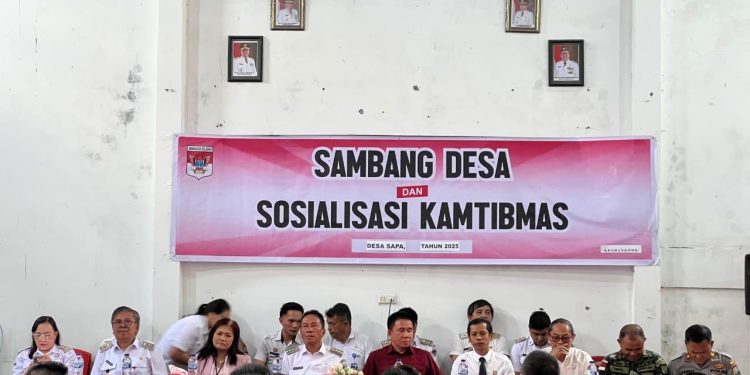 SAMBANG DESA
DAN
SOSIALISASI KAMTIBMAS
DESA SAPA, TAHUN 2025